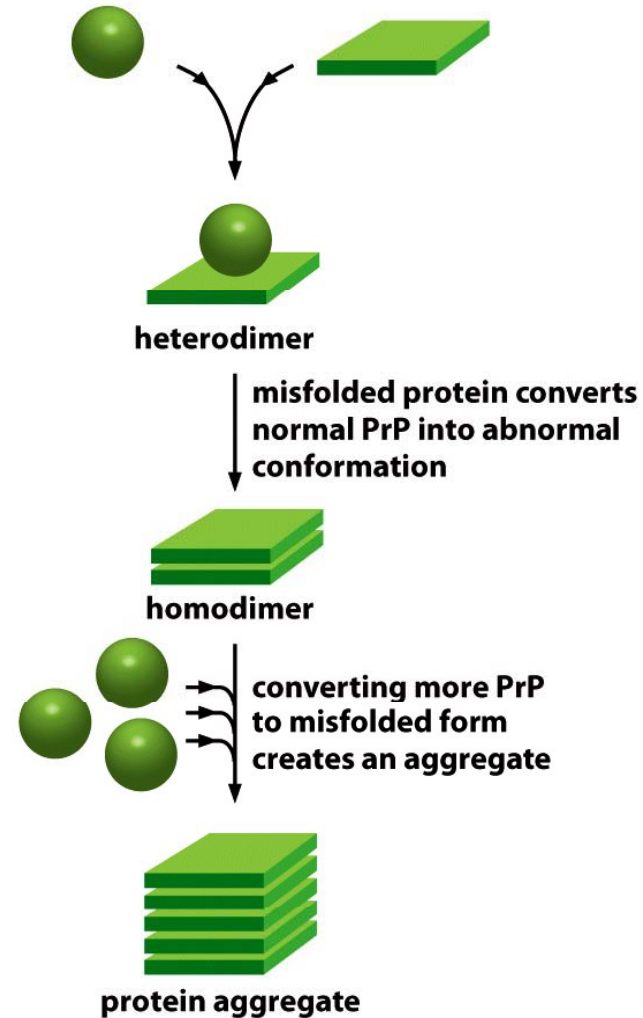 heterodimer
misfolded protein converts
normal PrP into abnormal
conformation
homodimer
converting more PrP
to misfolded form
creates an aggregate
protein aggregate